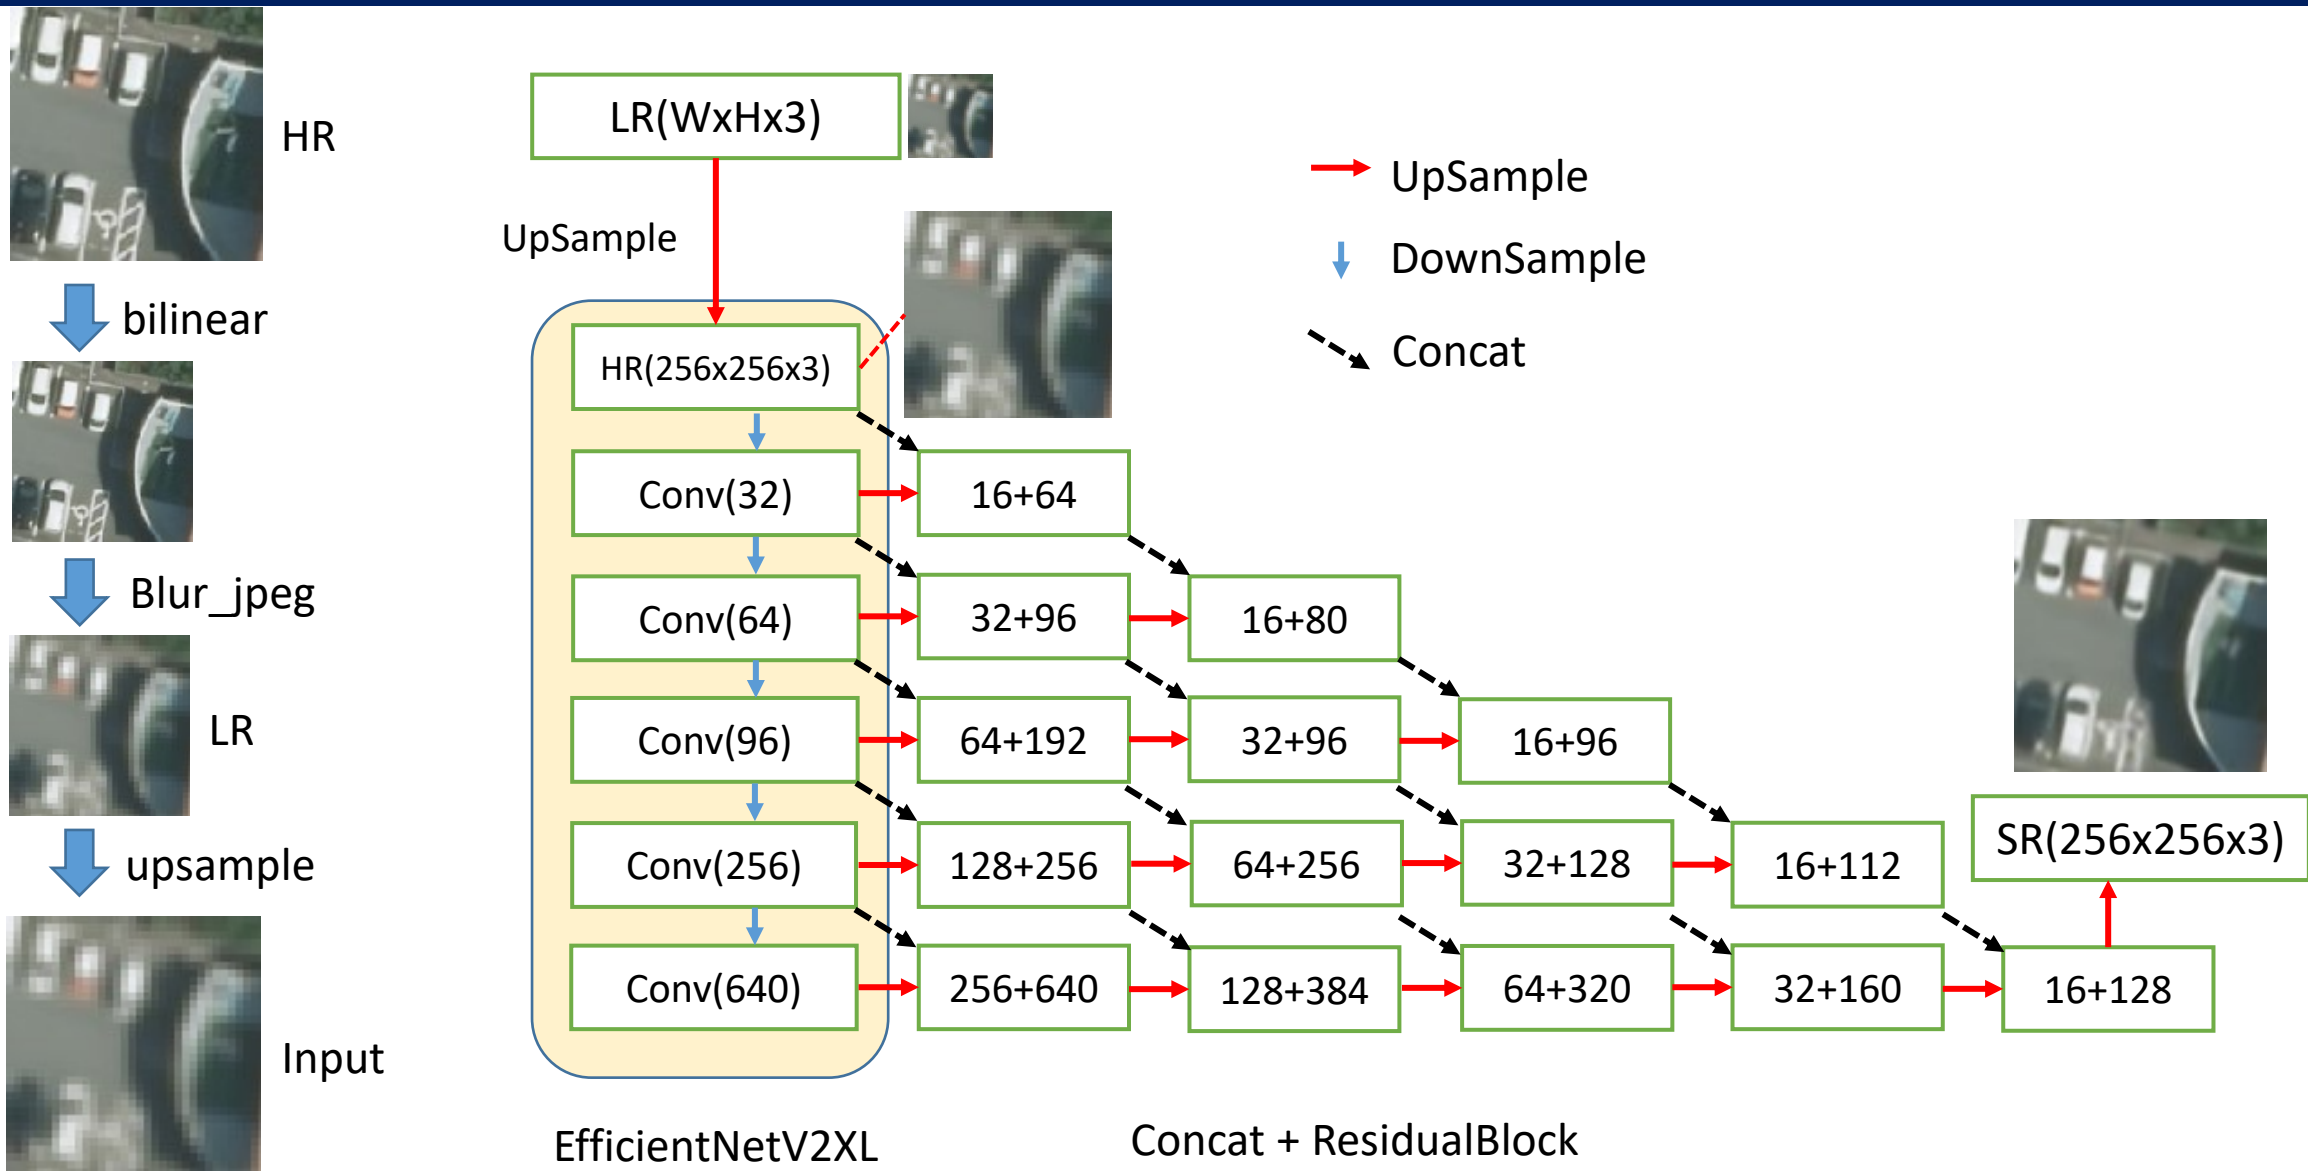 HR
bilinear
Blur_jpeg
LR
upsample
Input
LR(WxHx3)
UpSample
HR(256x256x3)
Conv(32)
16+64
Conv(64)
32+96
16+80
Conv(96)
64+192
32+96
16+96
Conv(256)
128+256
64+256
32+128
16+112
Conv(640)
256+640
128+384
64+320
32+160
16+128
SR(256x256x3)
UpSample
DownSample
Concat
EfficientNetV2XL
Concat + ResidualBlock